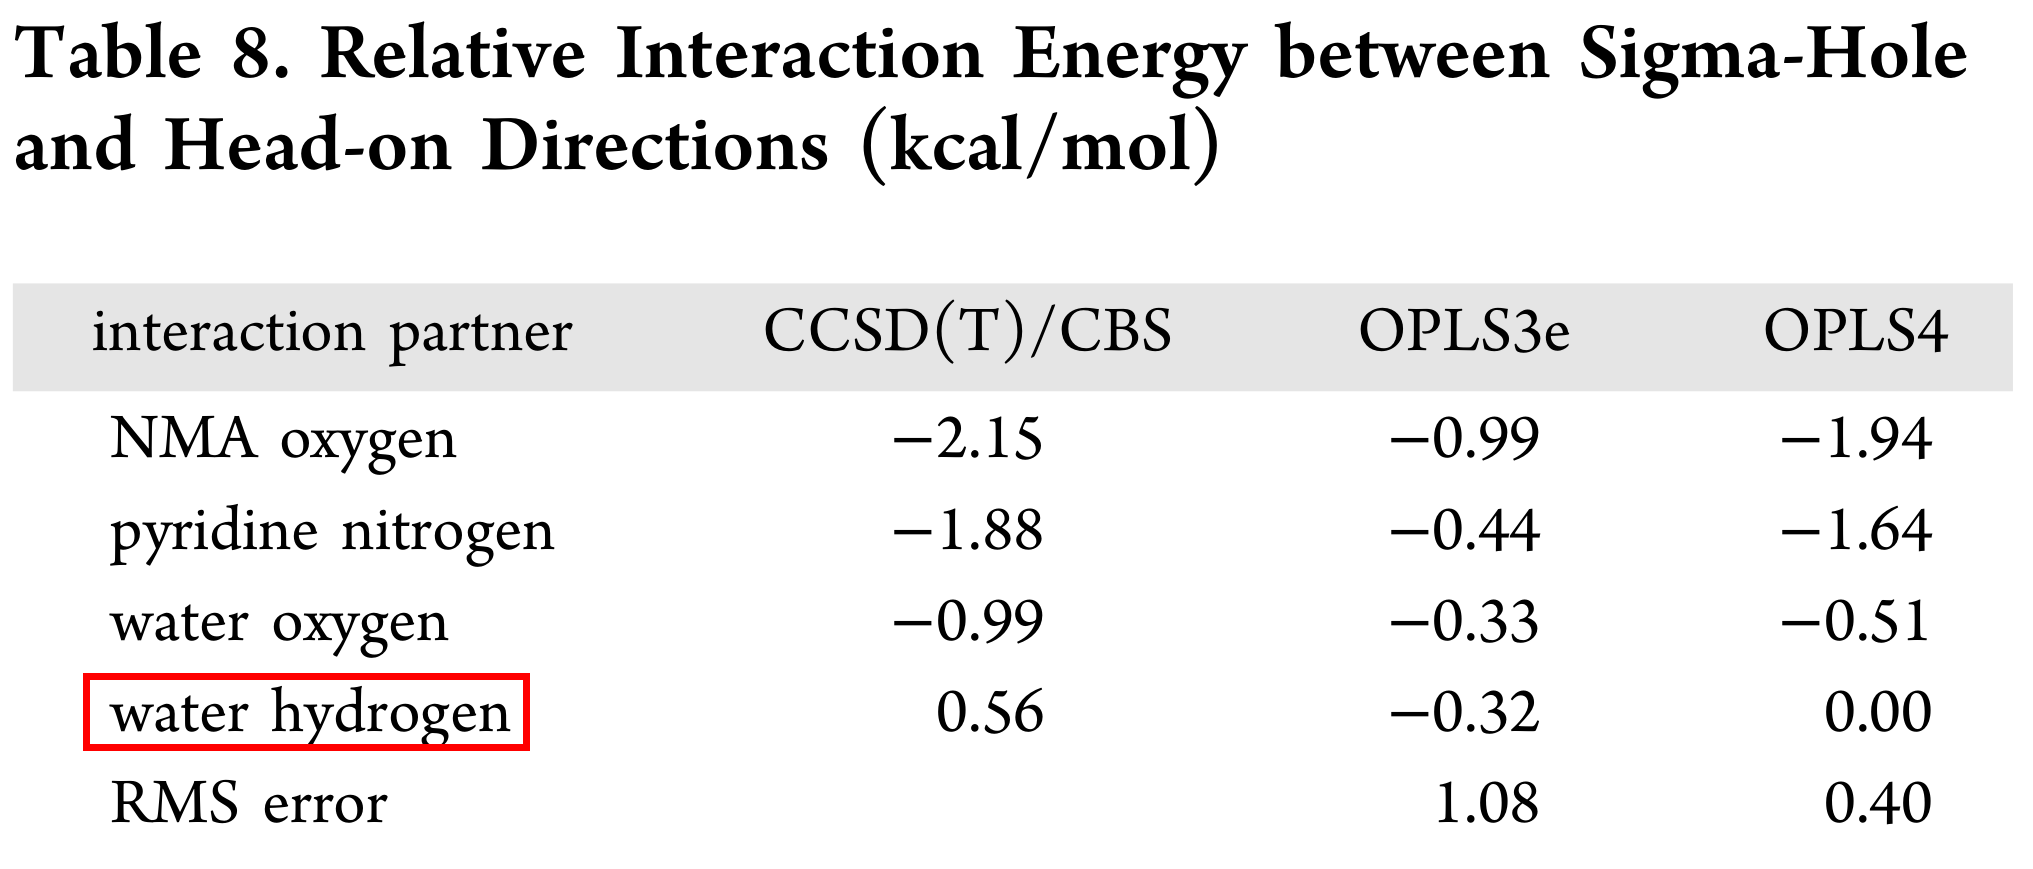 Table 8. Relative Interaction Energy between Sigma-Hole
and Head-on Directions (kcal/mol)
interaction partner CCSD(T)/CBS OPLS3e OPLS4
NMA oxygen −2.15 −0.99 −1.94
pyridine nitrogen −1.88 −0.44 −1.64
water oxygen −0.99 −0.33 −0.51
water hydrogen 0.56 −0.32 0.00
RMS error 1.08 0.40